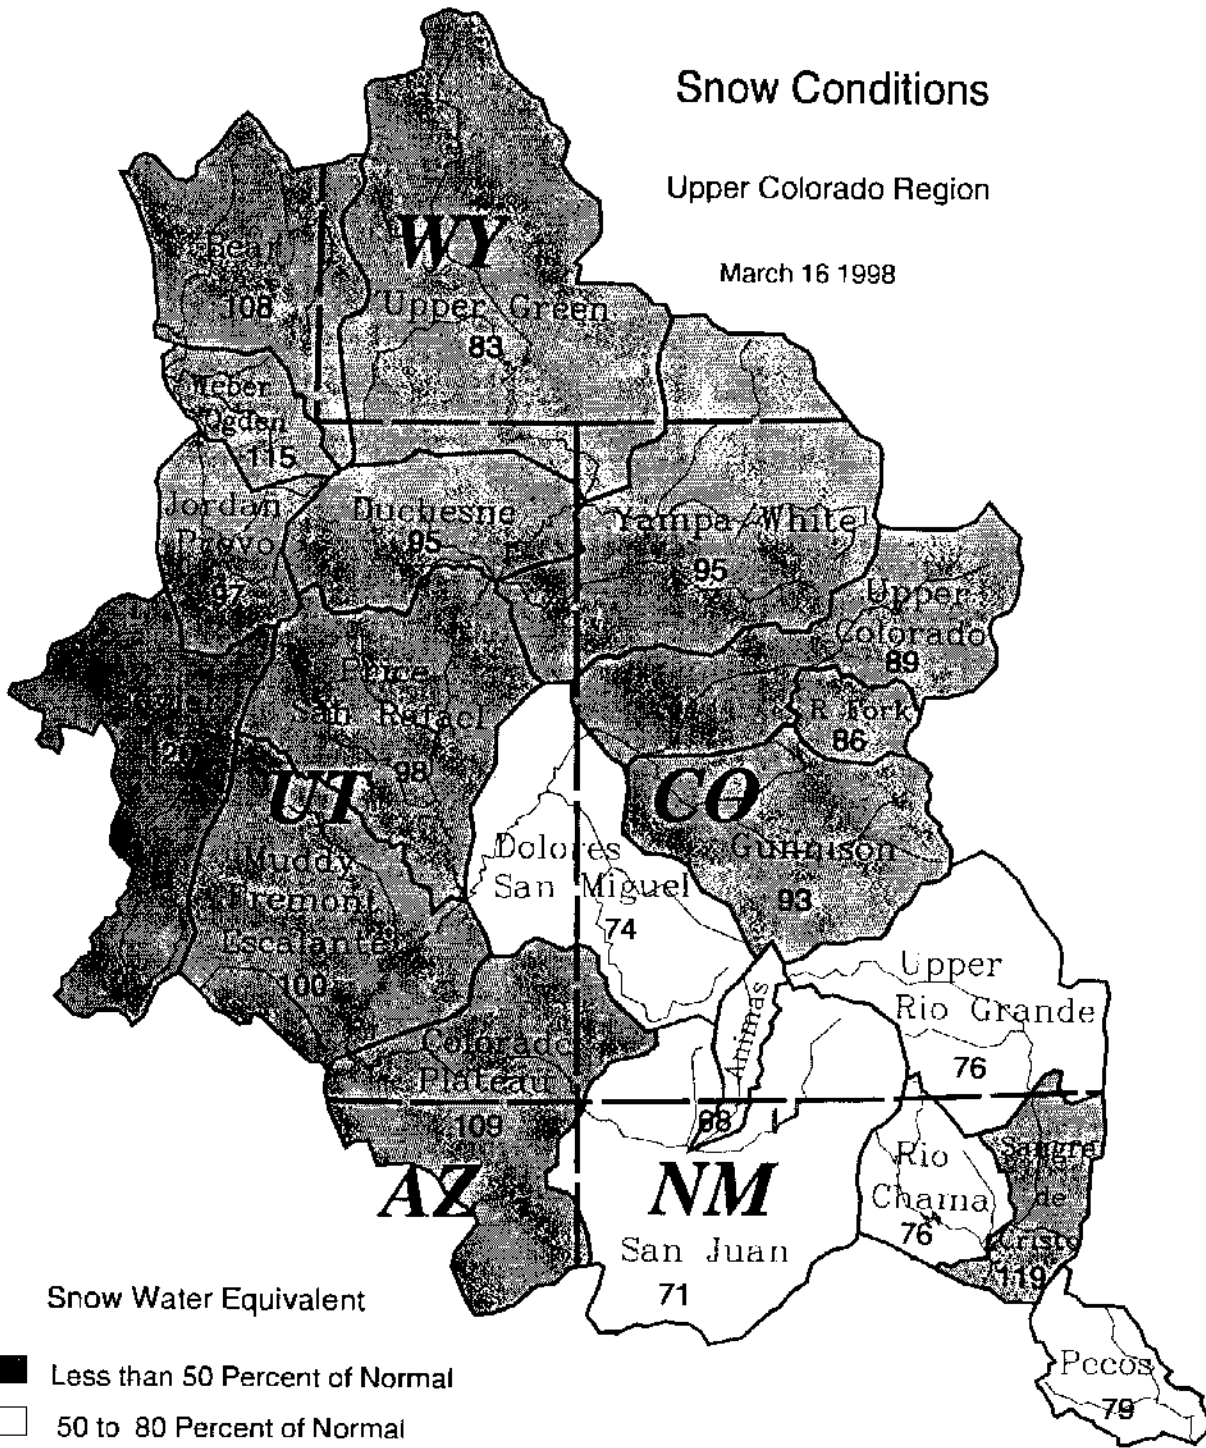 Snow Conditions
Upper Colorado Region
March 16 1998
WY
Bear
108
Upper Green
83
Weber
Ogden
115
Jordan
Provo
97
Duchesne
95
Yampa White
95
Upper
Colorado
89
R Fork
86
Price
San Rafael
98
UT
CO
Gunnison
93
Muddy
Fremont
Escalante
100
Dolores
San Miguel
74
Animas
68
Upper
Rio Grande
76
Colorado
Plateau
109
AZ
NM
San Juan
71
Rio
Chama
76
Sangre
de
Cristo
119
Pecos
79
Snow Water Equivalent
Less than 50 Percent of Normal
50 to 80 Percent of Normal